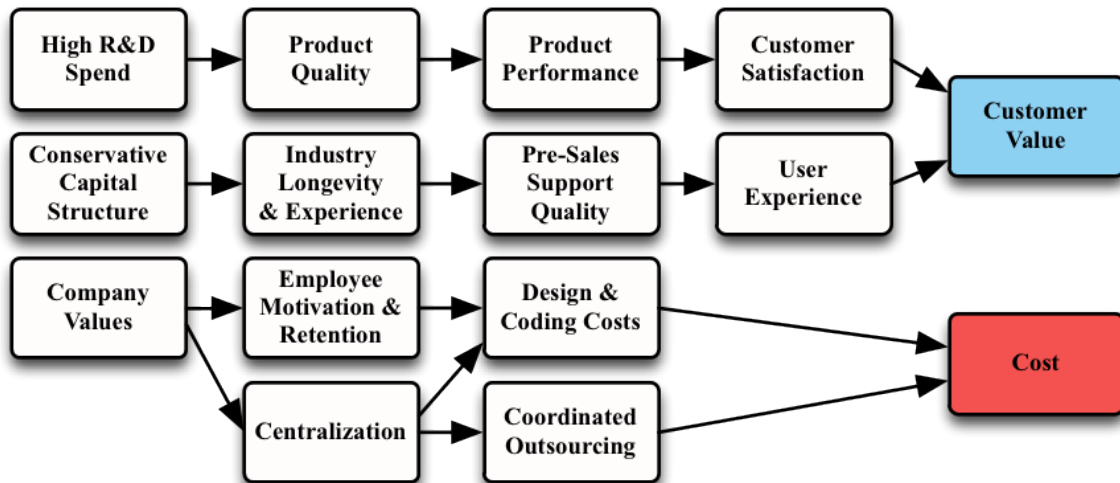 High R&D
Spend
Product
Quality
Product
Performance
Customer
Satisfaction
Customer
Value
Conservative
Capital
Structure
Industry
Longevity
& Experience
Pre-Sales
Support
Quality
User
Experience
Company
Values
Employee
Motivation &
Retention
Design &
Coding Costs
Cost
Centralization
Coordinated
Outsourcing